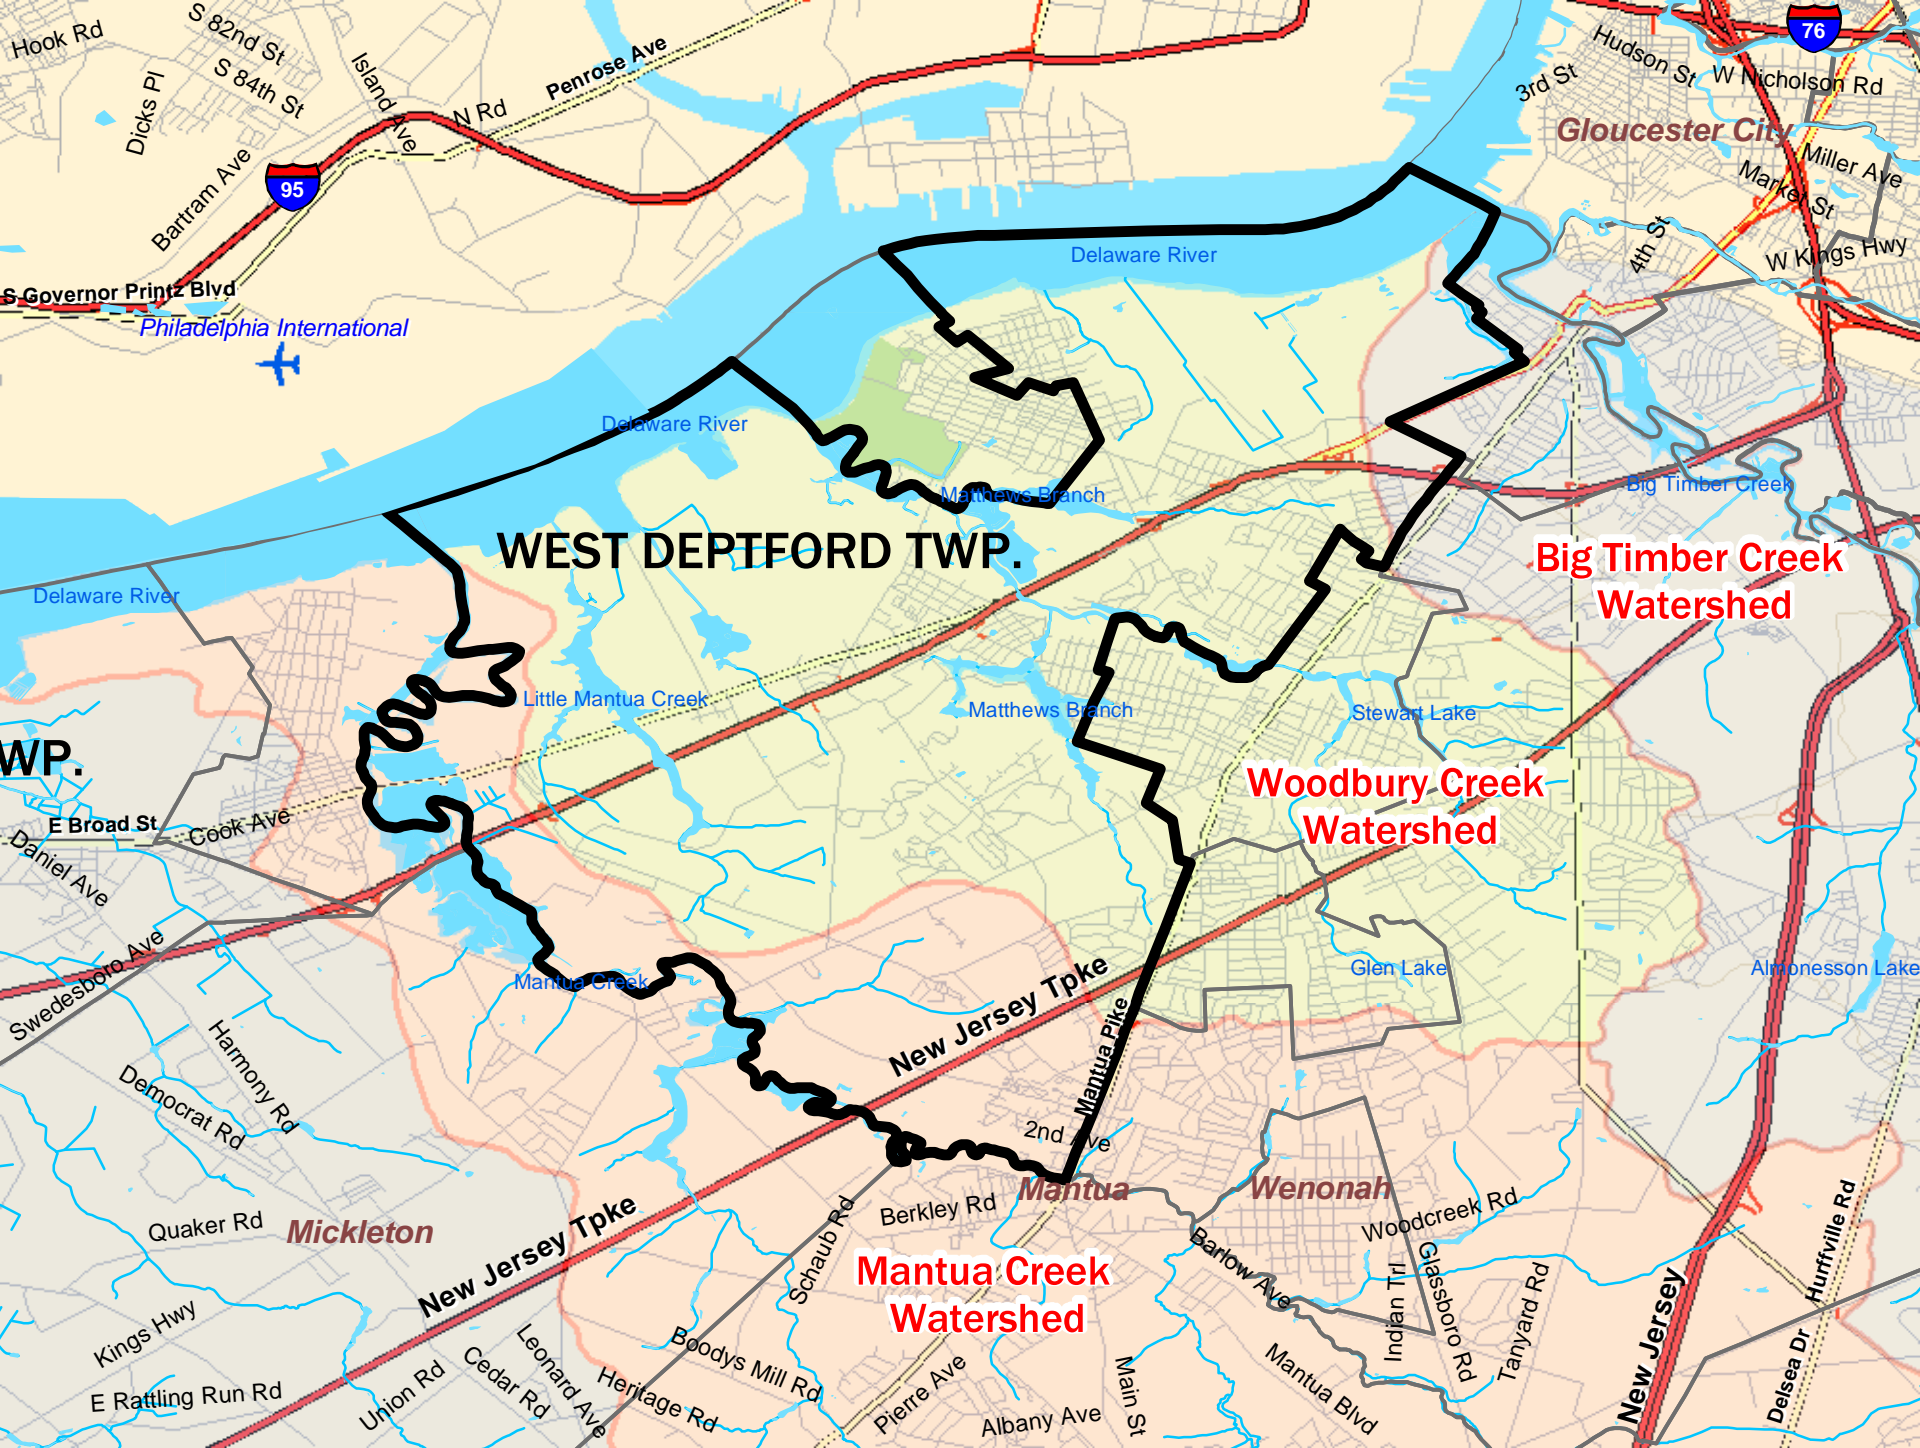 Hook Rd
S 82nd St
S 84th St
Dicks Pl
Island Ave
N Rd
Penrose Ave
Bartram Ave
95
S Governor Printz Blvd
Philadelphia International
76
Hudson St
3rd St
W Nicholson Rd
Gloucester City
Miller Ave
Market St
4th St
W Kings Hwy
Delaware River
Delaware River
Delaware River
Matthews Branch
Big Timber Creek
WEST DEPTFORD TWP.
Big Timber Creek
Watershed
Little Mantua Creek
Matthews Branch
Stewart Lake
WP.
Woodbury Creek
Watershed
E Broad St
Cook Ave
Daniel Ave
Swedesboro Ave
Mantua Creek
Glen Lake
Almonesson Lake
New Jersey Tpke
Mantua Pike
Harmony Rd
Democrat Rd
2nd Ave
Mantua
Wenonah
Quaker Rd
Mickleton
New Jersey Tpke
Berkley Rd
Schaub Rd
Woodcreek Rd
Barlow Ave
Huffville Rd
Mantua Creek
Watershed
Indian Trl
Glassboro Rd
Tanyard Rd
New Jersey
Delsea Dr
Kings Hwy
E Rattling Run Rd
Union Rd
Cedar Rd
Leonard Ave
Heritage Rd
Boodys Mill Rd
Pierre Ave
Albany Ave
Main St
Mantua Blvd